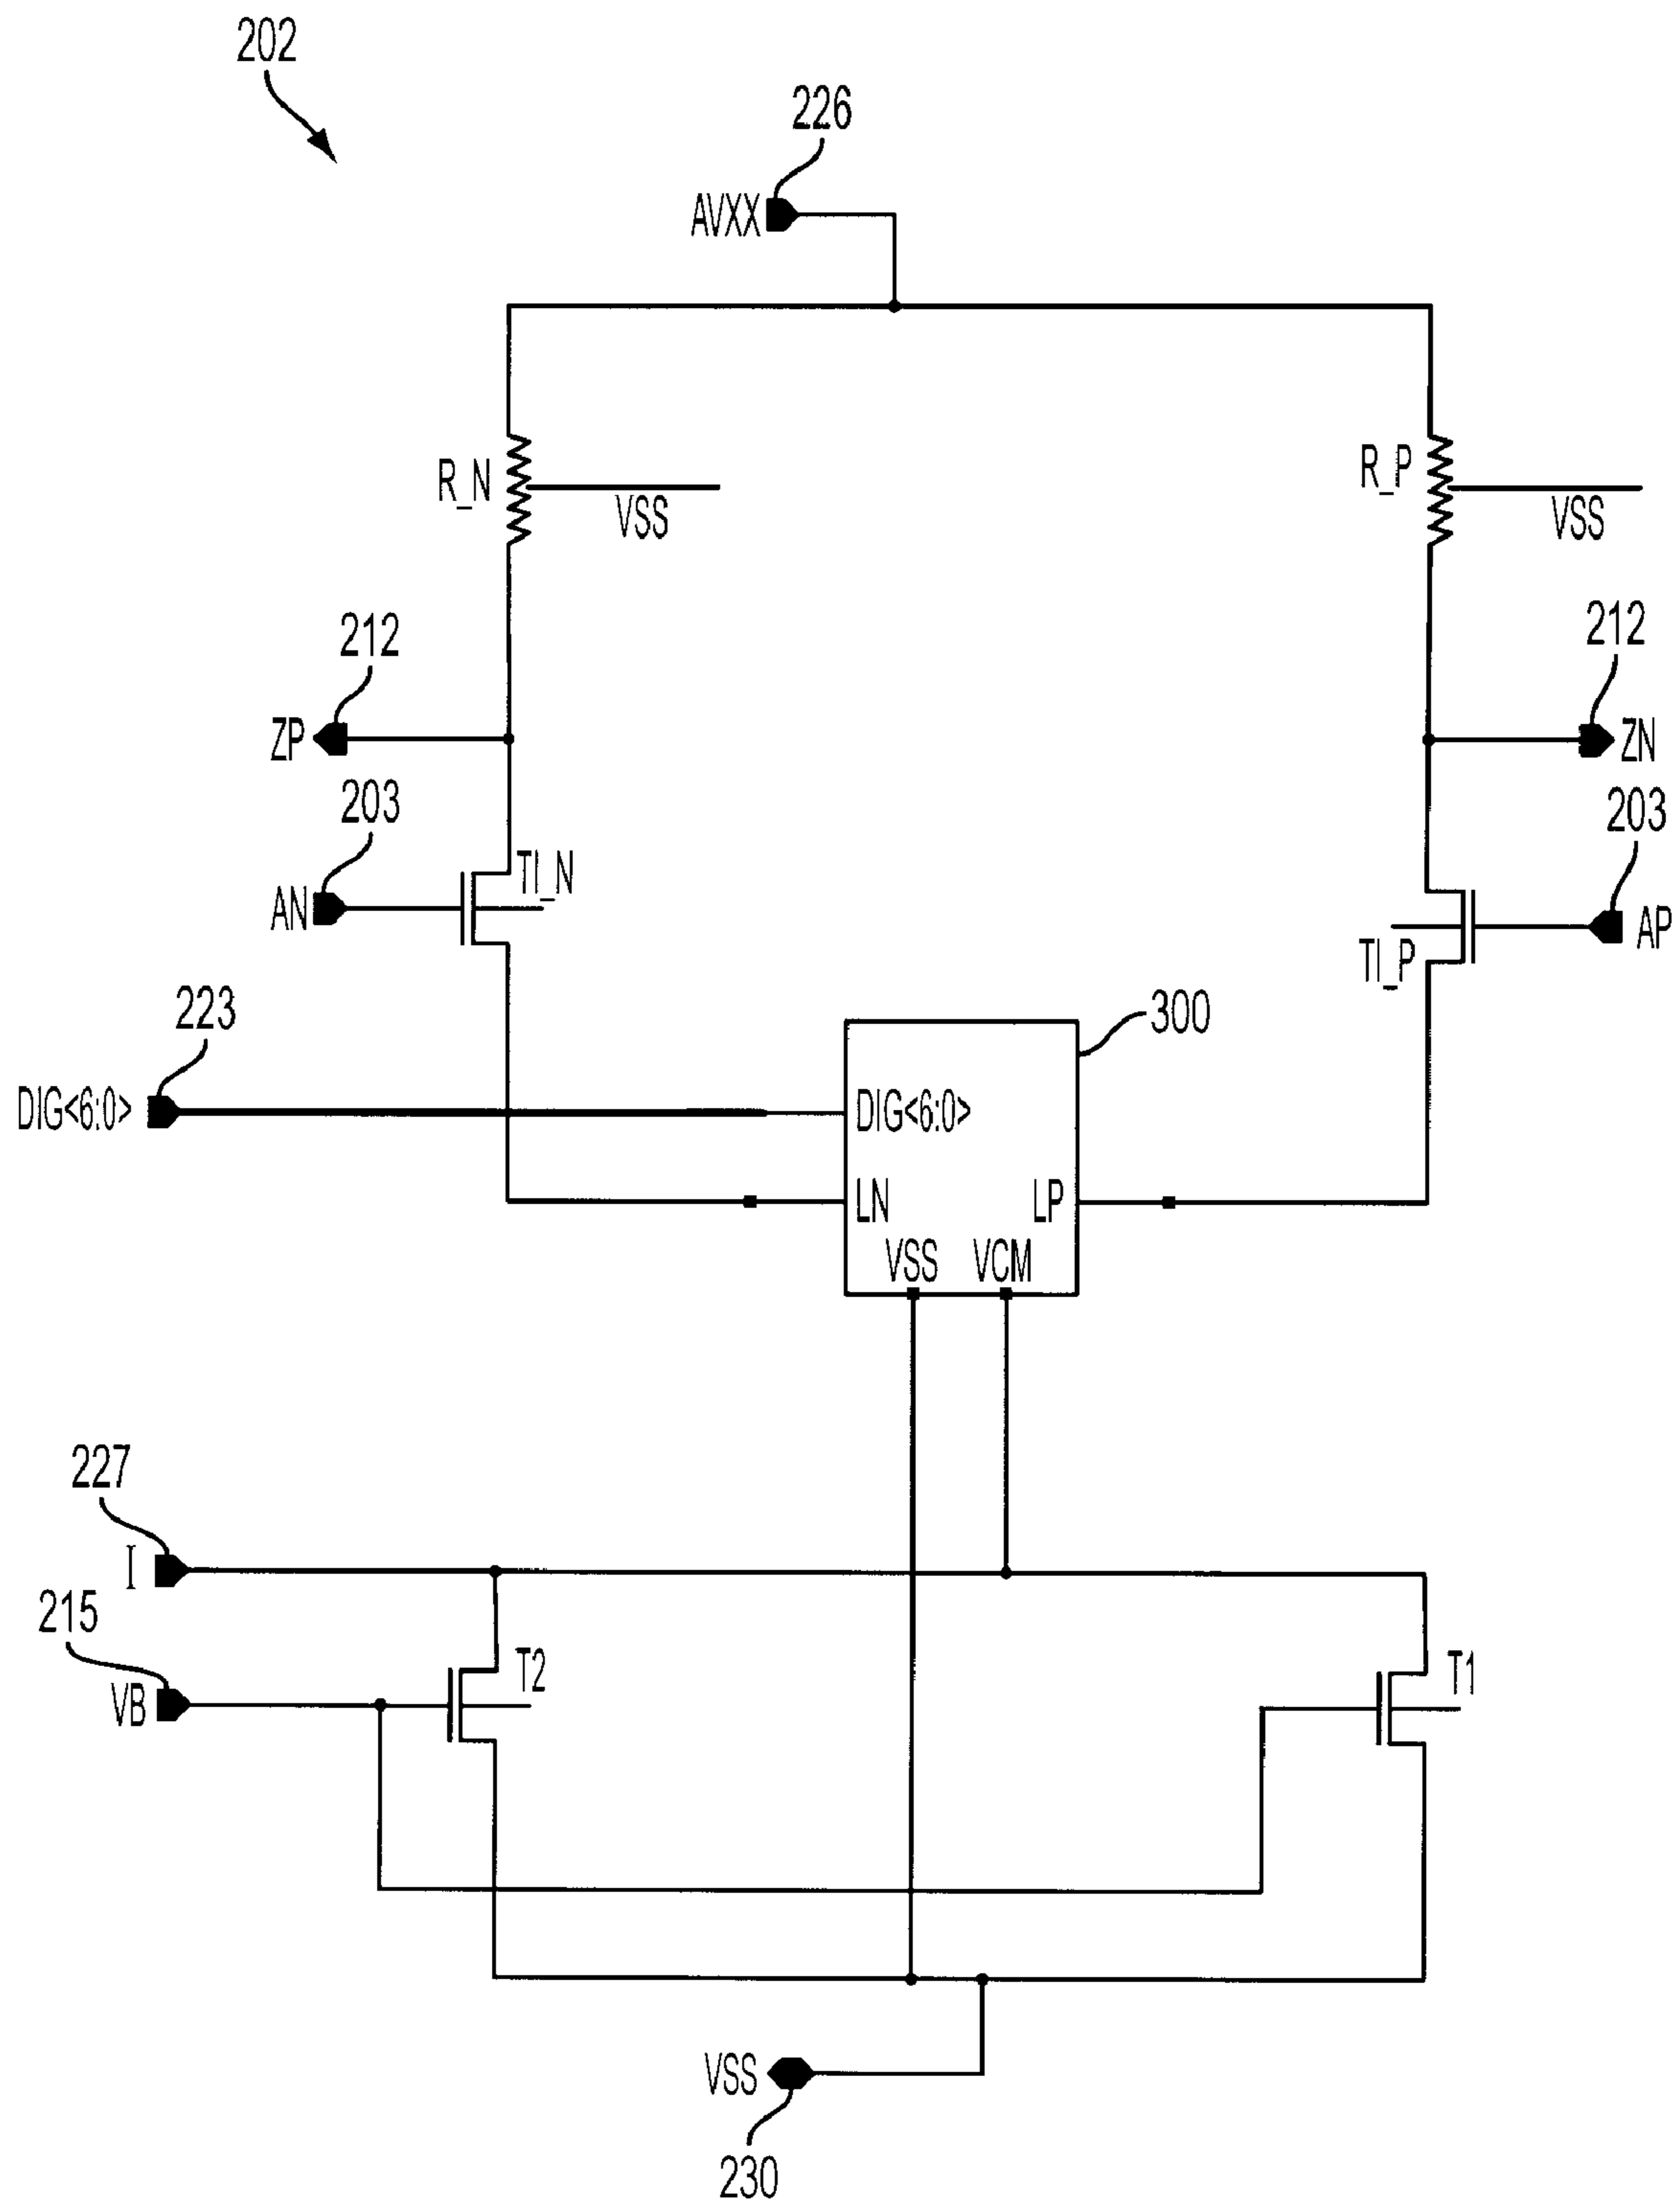 202
226
AVXX
R_N
VSS
R_P
VSS
212
ZP
212
ZN
203
AN
TI_N
203
AP
TI_P
223
DIG<6:0>
300
DIG<6:0>
LN
LP
VSS
VCM
227
I
215
VB
T2
T1
VSS
230